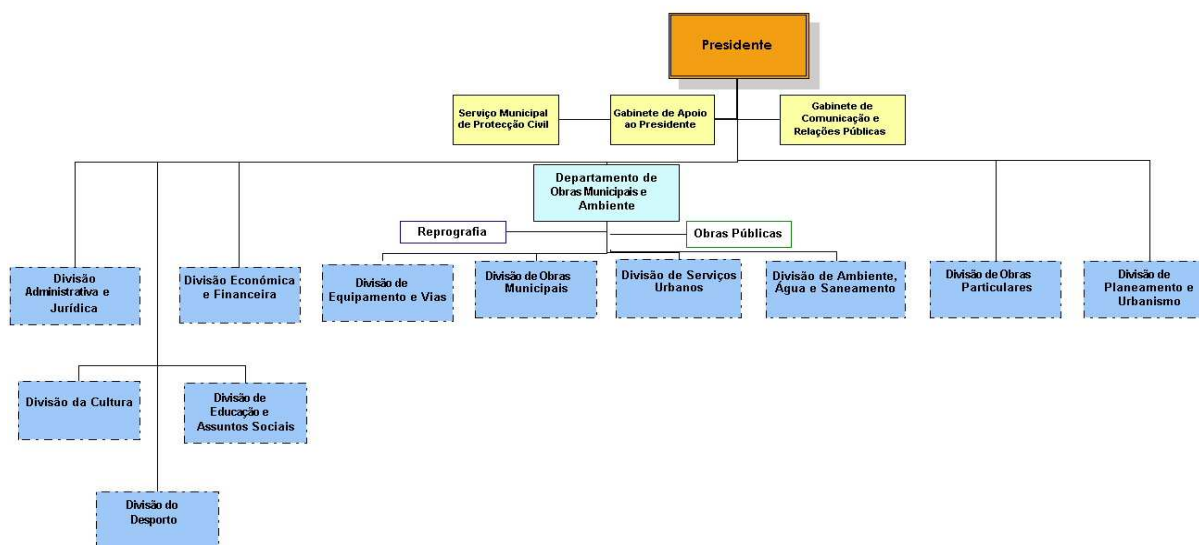 Presidente
Serviço Municipal
de Protecção Civil
Gabinete de Apoio
ao Presidente
Gabinete de
Comunicação e
Relações Públicas
Departamento de
Obras Municipais e
Ambiente
Reprografia
Obras Públicas
Divisão
Administrativa e
Jurídica
Divisão Económica
e Financeira
Divisão de
Equipamento e Vias
Divisão de Obras
Municipais
Divisão de Serviços
Urbanos
Divisão de Ambiente,
Água e Saneamento
Divisão de Obras
Particulares
Divisão de
Planeamento e
Urbanismo
Divisão da Cultura
Divisão de
Educação e
Assuntos Sociais
Divisão do
Desporto